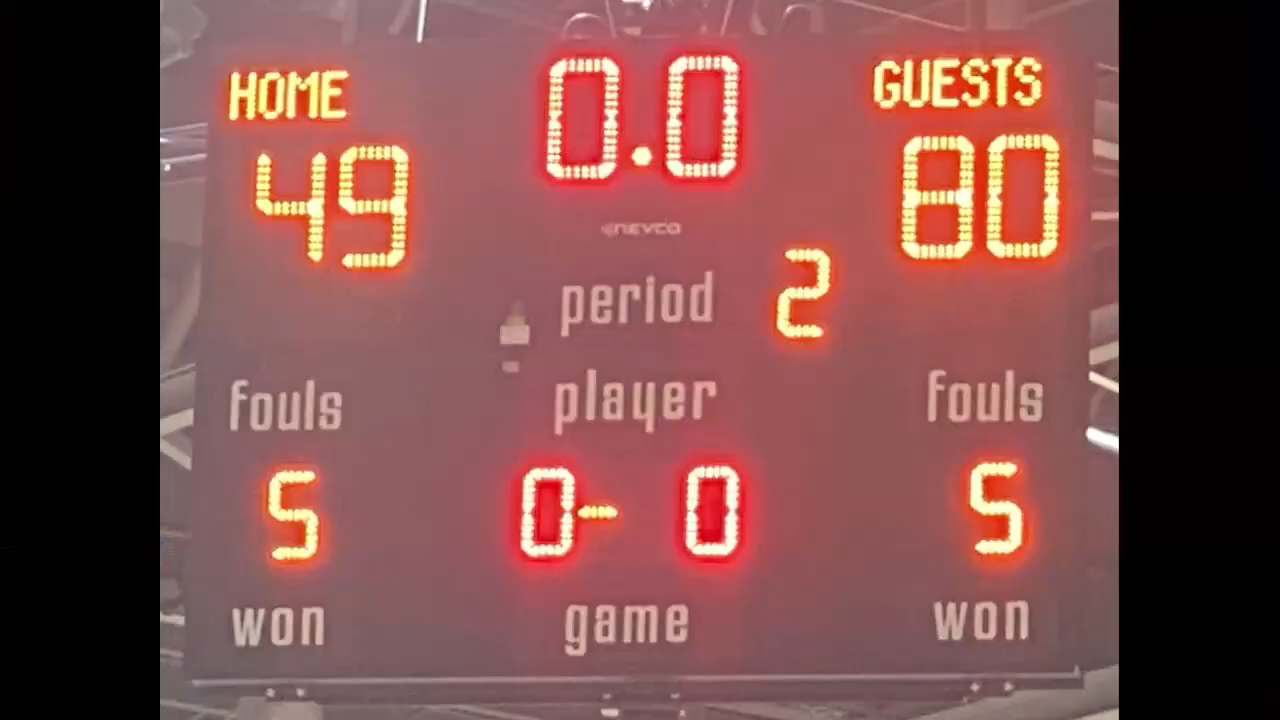 HOME 0.0 GUESTS
49 80
NEVCO
period 2
fouls player fouls
5 0- 0 5
won game won